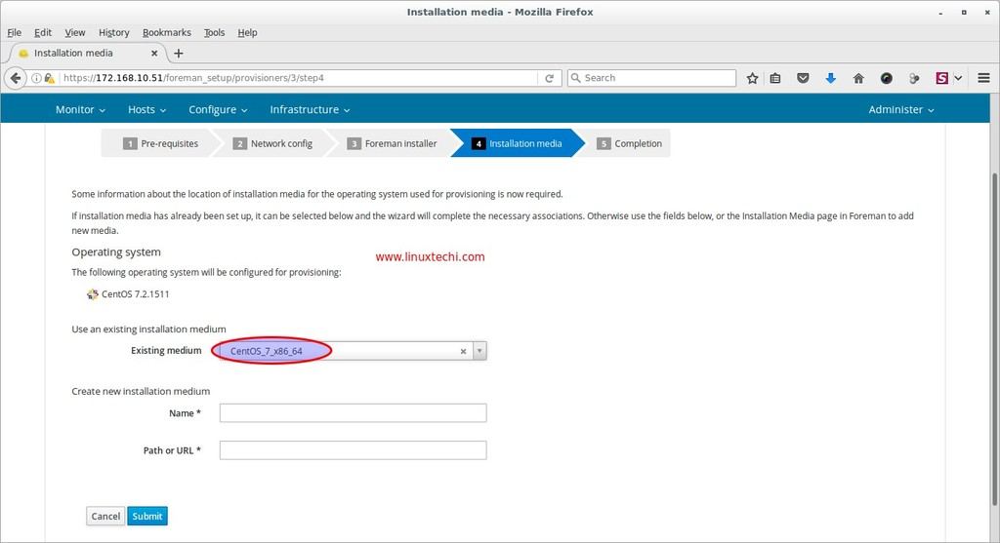 Installation media - Mozilla Firefox
File Edit View History Bookmarks Tools Help
Installation media
https://172.168.10.51/foreman_setup/provisioners/3/step4
Search
S
Monitor Hosts Configure Infrastructure Administer
1 Pre-requisites 2 Network config 3 Foreman installer 4 Installation media 5 Completion
Some information about the location of installation media for the operating system used for provisioning is now required.
If installation media has already been set up, it can be selected below and the wizard will complete the necessary associations. Otherwise use the fields below, or the Installation Media page in Foreman to add
new media.
Operating system
www.linuxtechi.com
The following operating system will be configured for provisioning:
CentOS 7.2.1511
Use an existing installation medium
Existing medium CentOS_7_x86_64
Create new installation medium
Name *
Path or URL *
Cancel Submit